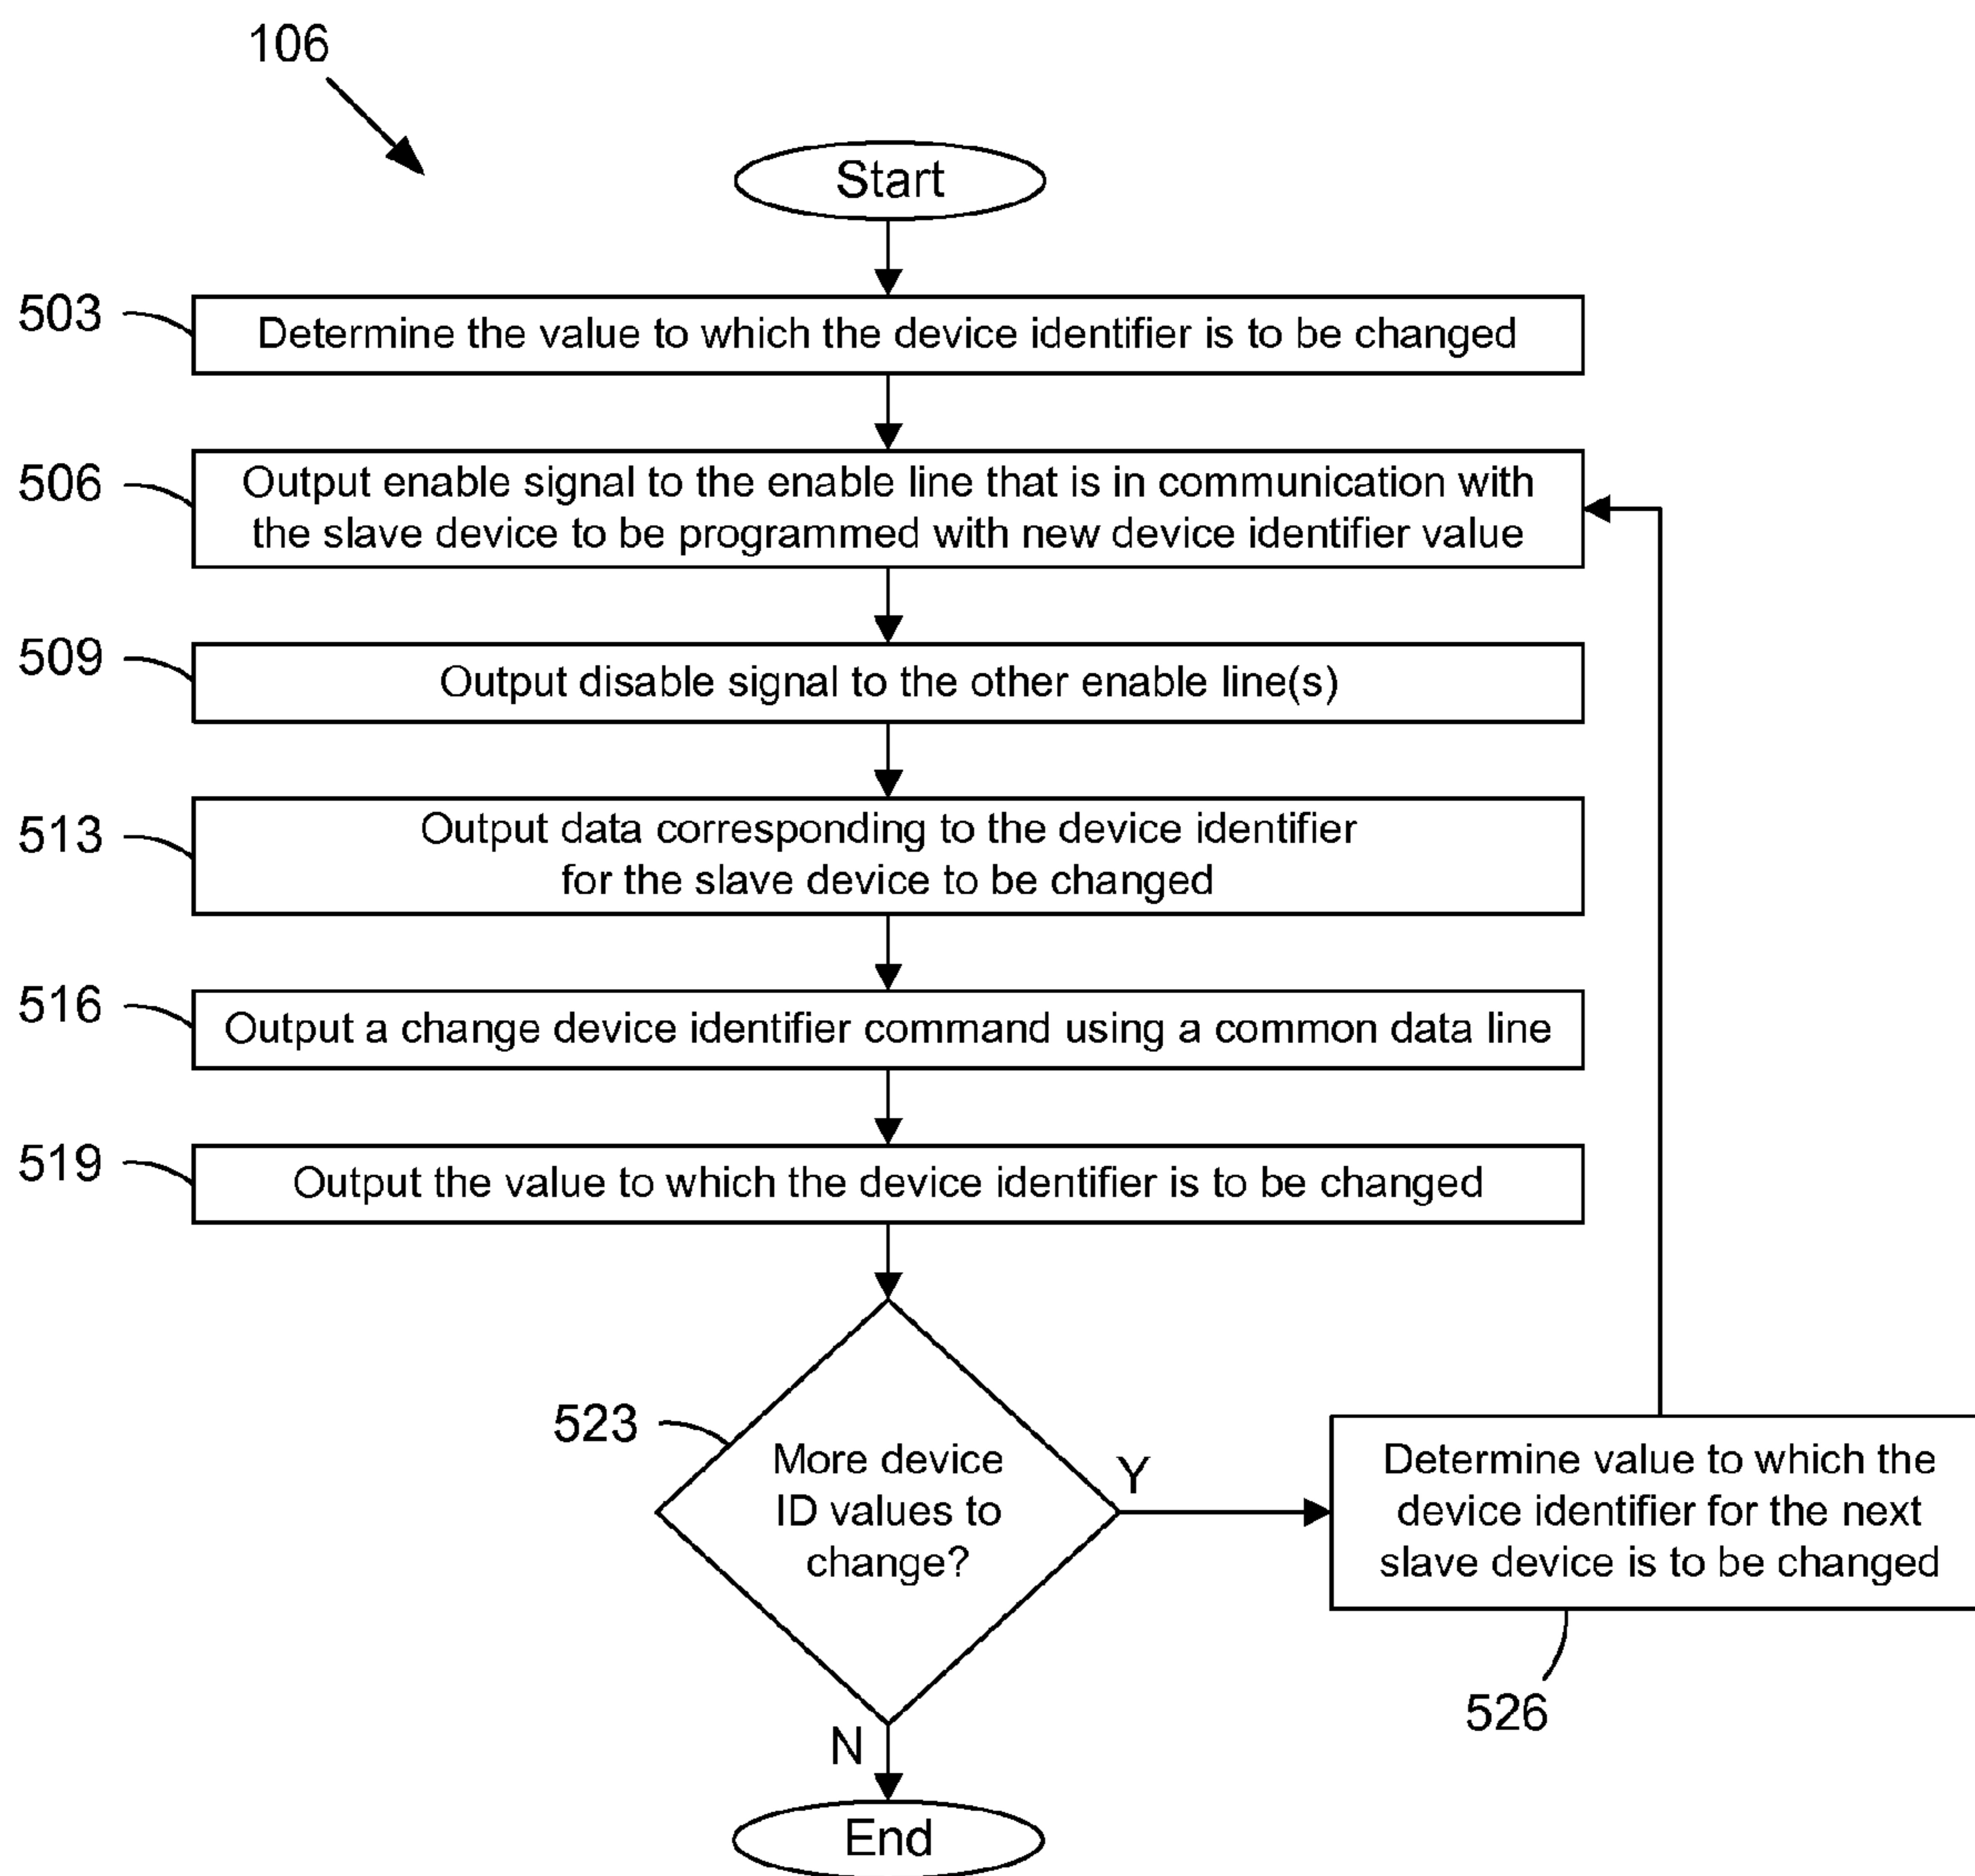 106
Start
503
Determine the value to which the device identifier is to be changed
506
Output enable signal to the enable line that is in communication with
the slave device to be programmed with new device identifier value
509
Output disable signal to the other enable line(s)
513
Output data corresponding to the device identifier
for the slave device to be changed
516
Output a change device identifier command using a common data line
519
Output the value to which the device identifier is to be changed
523
More device
ID values to
change?
Y
Determine value to which the
device identifier for the next
slave device is to be changed
526
N
End